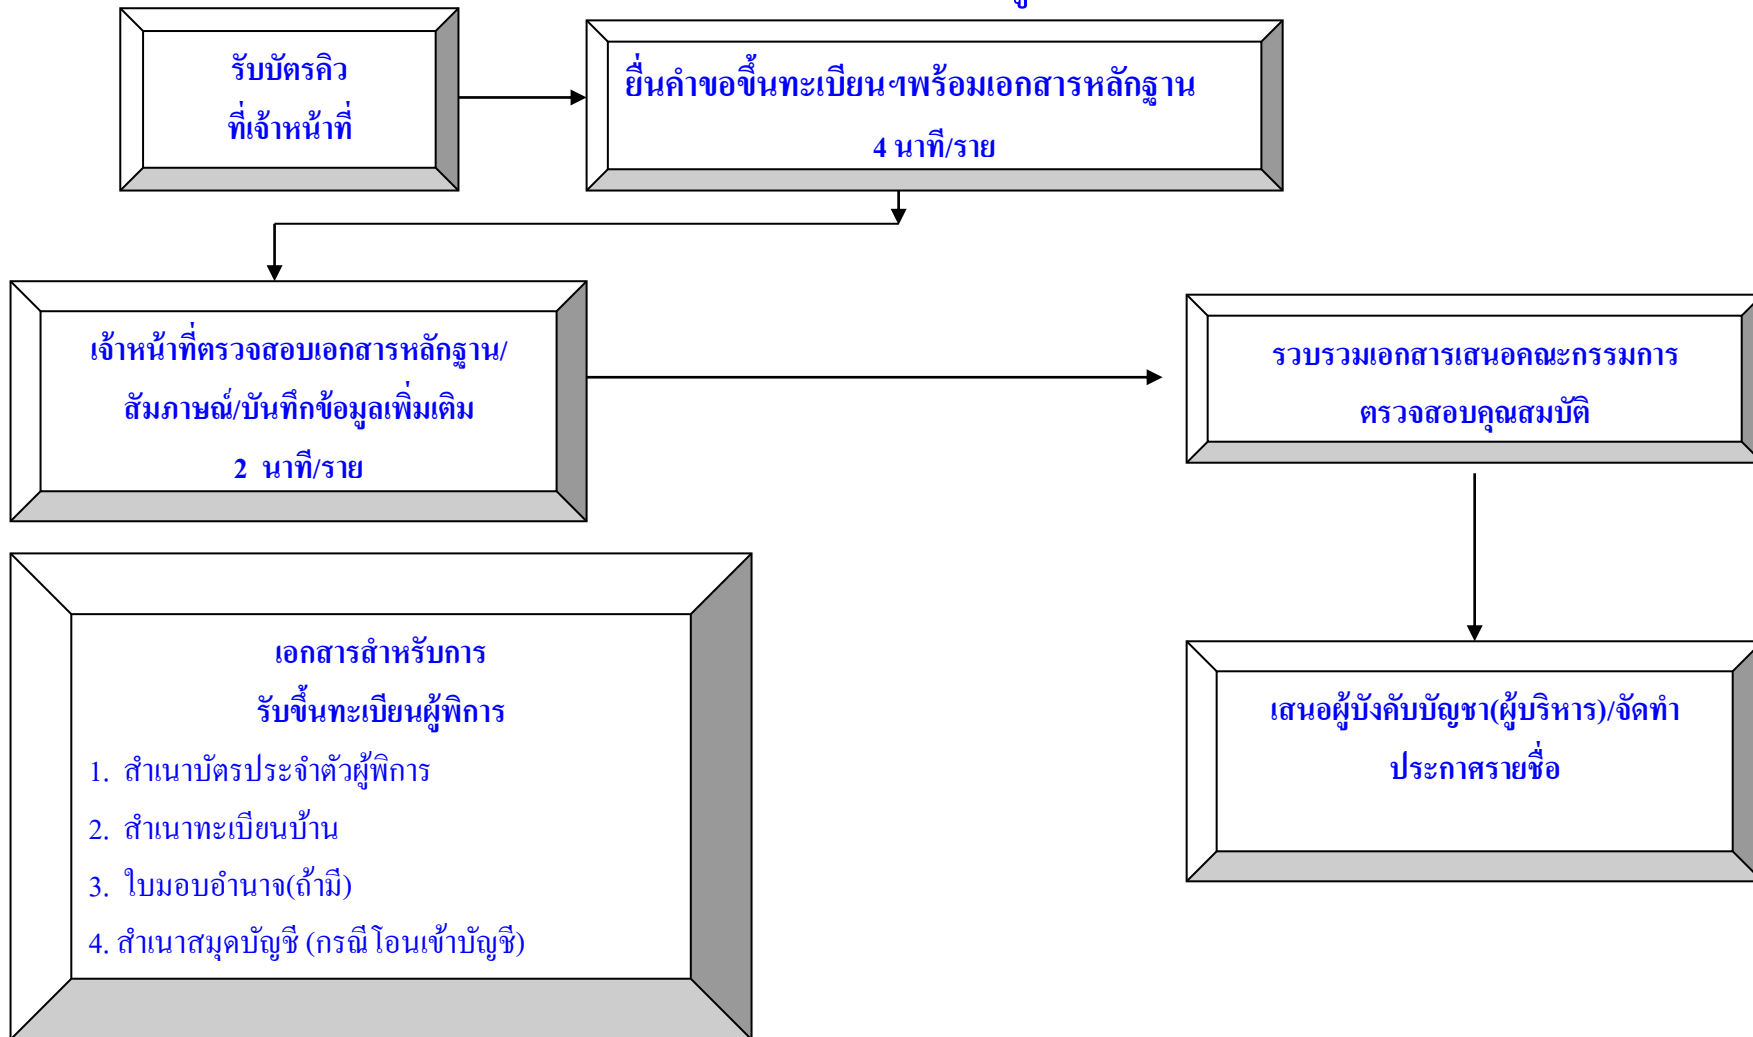 รับบัตรคิว
ที่เจ้าหน้าที่
ยื่นคำขอขึ้นทะเบียนฯพร้อมเอกสารหลักฐาน
4 นาที/ราย
เจ้าหน้าที่ตรวจสอบเอกสารหลักฐาน/
สัมภาษณ์/บันทึกข้อมูลเพิ่มเติม
2 นาที/ราย
รวบรวมเอกสารเสนอคณะกรรมการ
ตรวจสอบคุณสมบัติ
เอกสารสำหรับการ
รับขึ้นทะเบียนผู้พิการ
1. สำเนาบัตรประจำตัวผู้พิการ
2. สำเนาทะเบียนบ้าน
3. ใบมอบอำนาจ(ถ้ามี)
4. สำเนาสมุดบัญชี (กรณีโอนเข้าบัญชี)
เสนอผู้บังคับบัญชา(ผู้บริหาร)/จัดทำ
ประกาศรายชื่อ